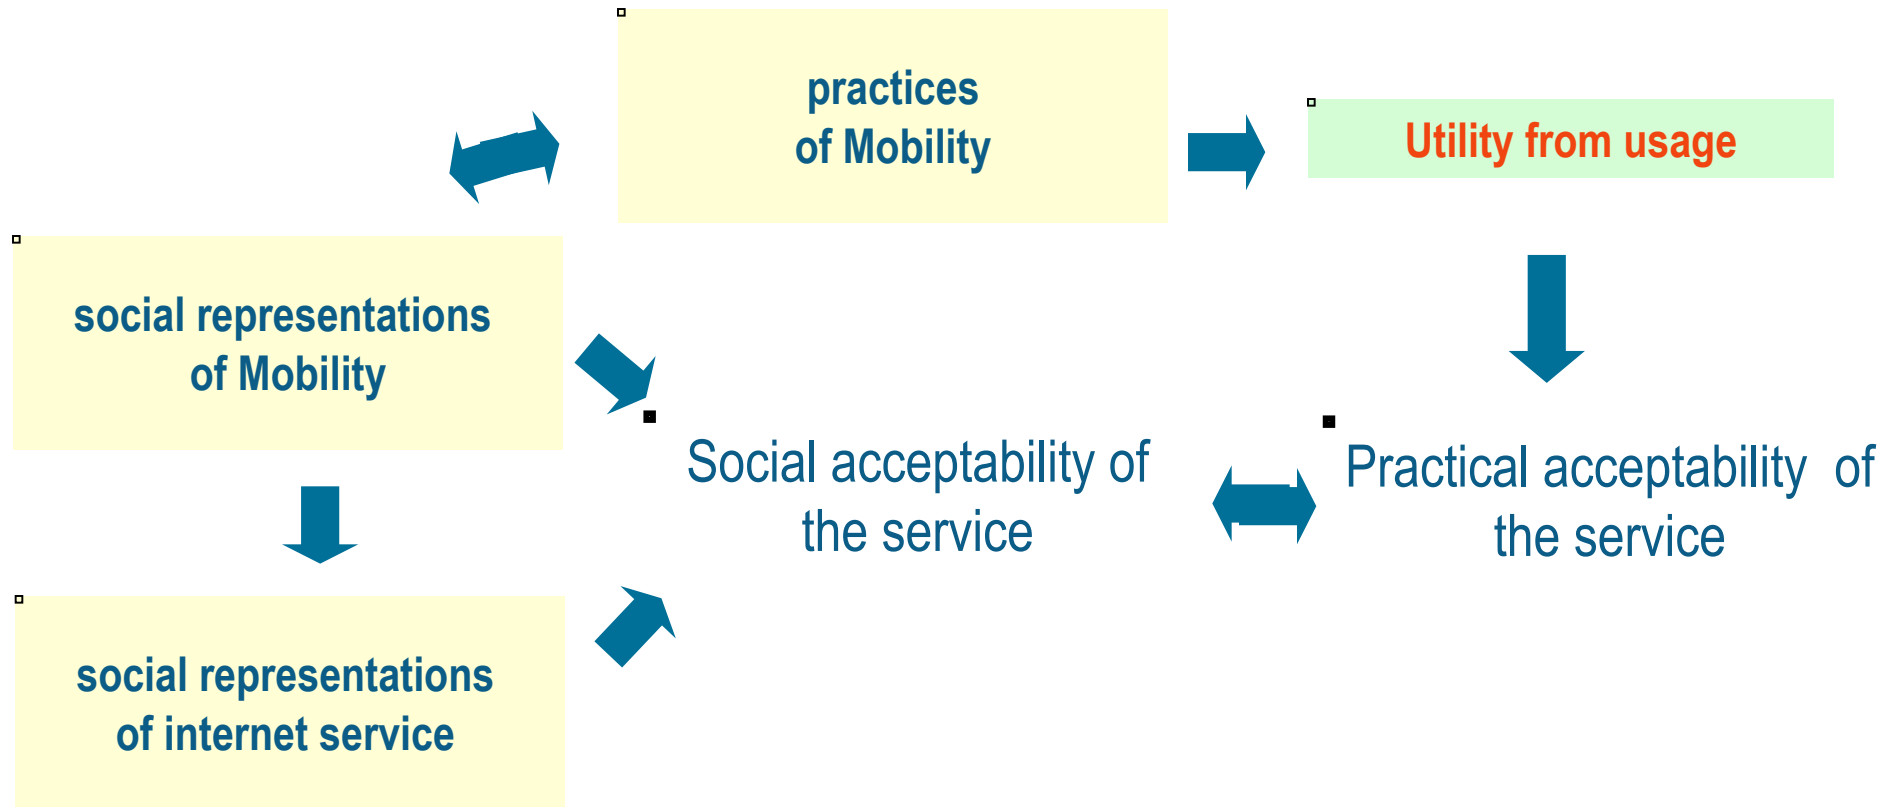 practices
of Mobility
Utility from usage
social representations
of Mobility
Social acceptability of
the service
Practical acceptability of
the service
social representations
of internet service